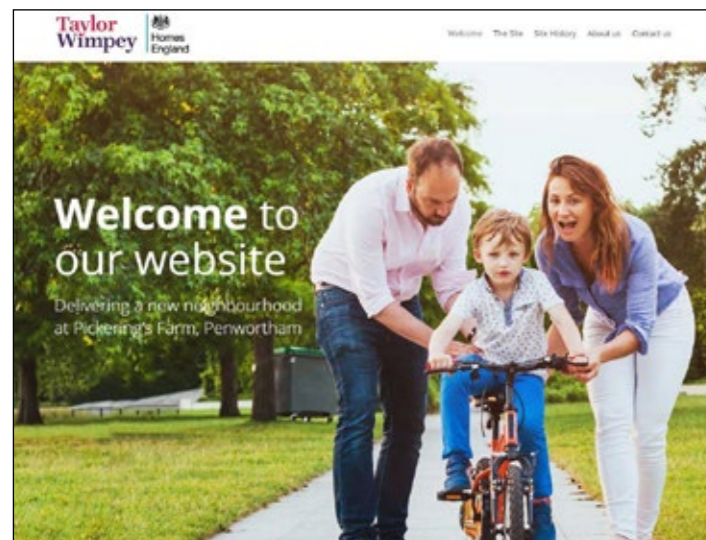 Taylor
Wimpey
Homes
England
Welcome The Site Site History About us Contact us
Welcome to
our website
Delivering a new neighbourhood
at Pickering's Farm, Penwortham